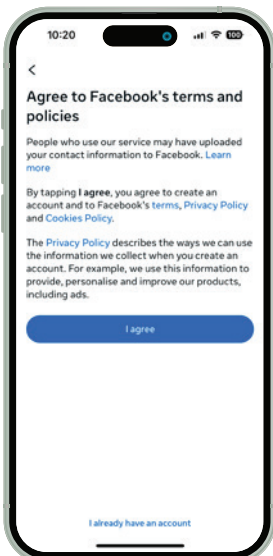 10:20
100
Agree to Facebook's terms and
policies
People who use our service may have uploaded
your contact information to Facebook. Learn
more
By tapping I agree, you agree to create an
account and to Facebook's terms, Privacy Policy
and Cookies Policy.
The Privacy Policy describes the ways we can use
the information we collect when you create an
account. For example, we use this information to
provide, personalise and improve our products,
including ads.
I agree
I already have an account